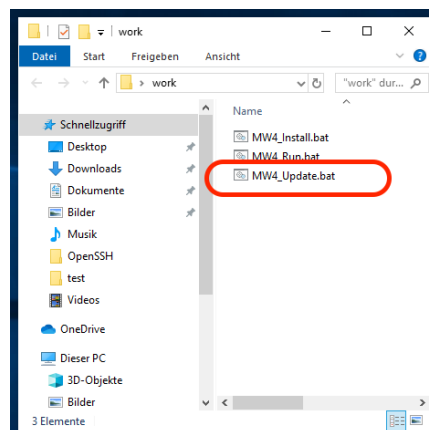 work
Datei Start Freigeben Ansicht
work "work" dur...
Name
Schnellzugriff
Desktop
Downloads
Dokumente
Bilder
Musik
OpenSSH
test
Videos
OneDrive
Dieser PC
3D-Objekte
Bilder
MW4_Install.bat
MW4_Run.bat
MW4_Update.bat
3 Elemente